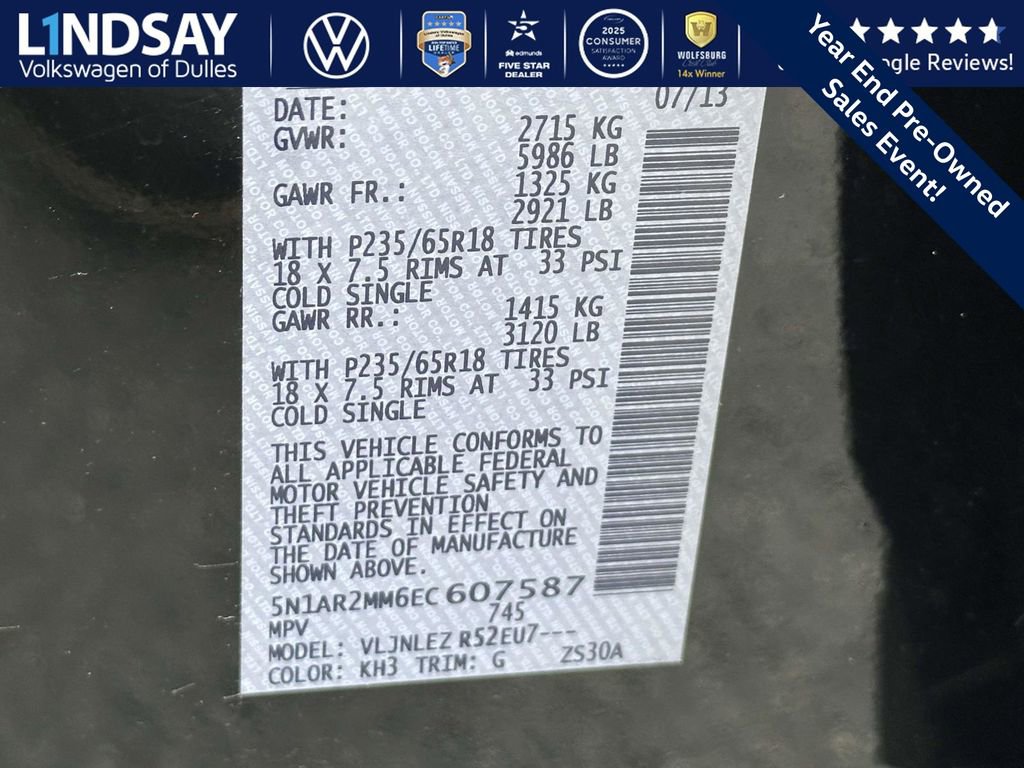 L1NDSAY
Volkswagen of Dulles
LIFETIME
5
edmunds
FIVE STAR
DEALER
2025
CONSUMER
SATISFACTION
AWARD
WOLFSBURG
14x Winner
ogle Reviews!
Year End Pre-Owned
Sales Event!
DATE: 07/13
GVWR: 2715 KG
5986 LB
GAWR FR.: 1325 KG
2921 LB
WITH P235/65R18 TIRES
18 X 7.5 RIMS AT 33 PSI
COLD SINGLE
GAWR RR.: 1415 KG
3120 LB
WITH P235/65R18 TIRES
18 X 7.5 RIMS AT 33 PSI
COLD SINGLE
THIS VEHICLE CONFORMS TO
ALL APPLICABLE FEDERAL
MOTOR VEHICLE SAFETY AND
THEFT PREVENTION
STANDARDS IN EFFECT ON
THE DATE OF MANUFACTURE
SHOWN ABOVE.
5N1AR2MM6EC607587
MPV 745
MODEL: VLJNLEZ R52EU7---
COLOR: KH3 TRIM: G ZS30A